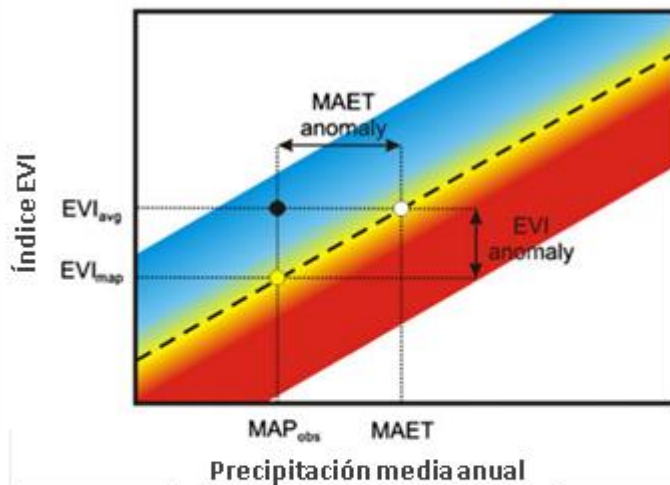 MAET
anomaly
Índice EVI
EVIavg
EVI
anomaly
EVImap
MAPobs
MAET
Precipitación media anual